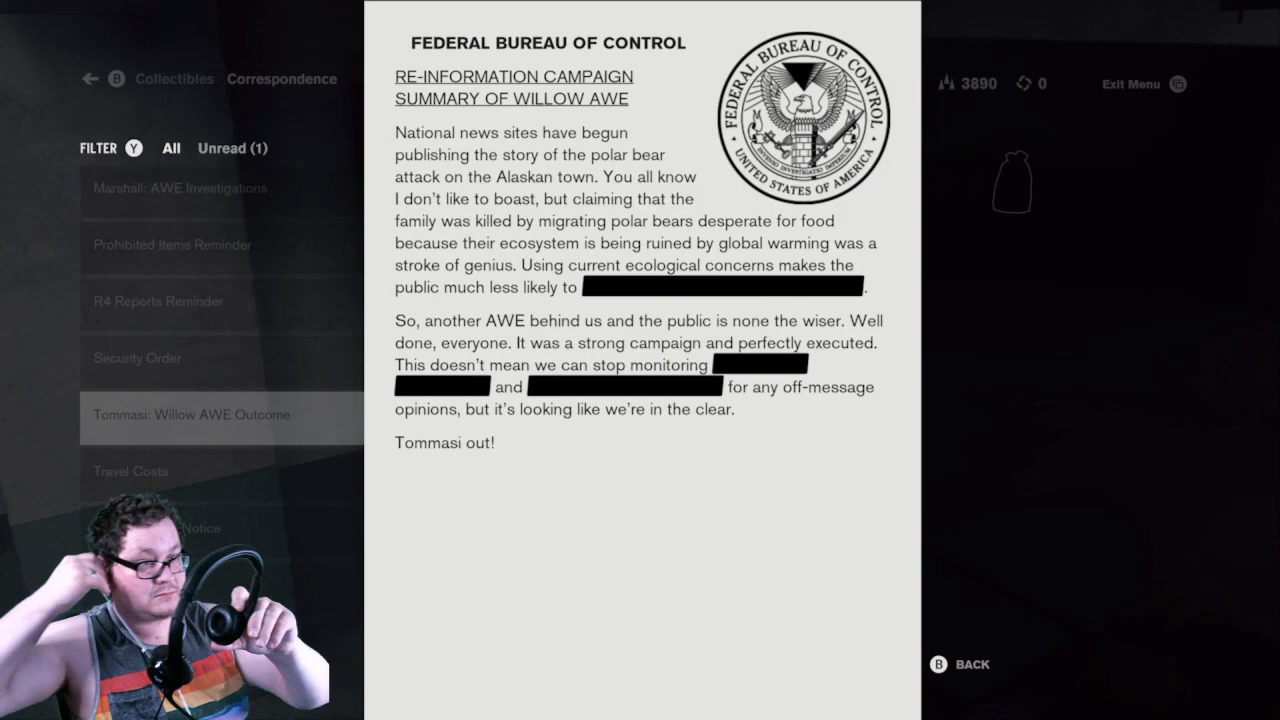 FEDERAL BUREAU OF CONTROL
RE-INFORMATION CAMPAIGN
SUMMARY OF WILLOW AWE
FEDERAL BUREAU OF CONTROL
INVENIO INVESTIGATIO IMPERIUM
UNITED STATES OF AMERICA
National news sites have begun
publishing the story of the polar bear
attack on the Alaskan town. You all know
I don't like to boast, but claiming that the
family was killed by migrating polar bears desperate for food
because their ecosystem is being ruined by global warming was a
stroke of genius. Using current ecological concerns makes the
public much less likely to .
So, another AWE behind us and the public is none the wiser. Well
done, everyone. It was a strong campaign and perfectly executed.
This doesn't mean we can stop monitoring
and for any off-message
opinions, but it's looking like we're in the clear.
Tommasi out!
B Collectibles Correspondence
3890 0 Exit Menu
FILTER Y All Unread (1)
Marshall: AWE Investigations
Prohibited Items Reminder
R4 Reports Reminder
Security Order
Tommasi: Willow AWE Outcome
Travel Costs
Notice
B BACK